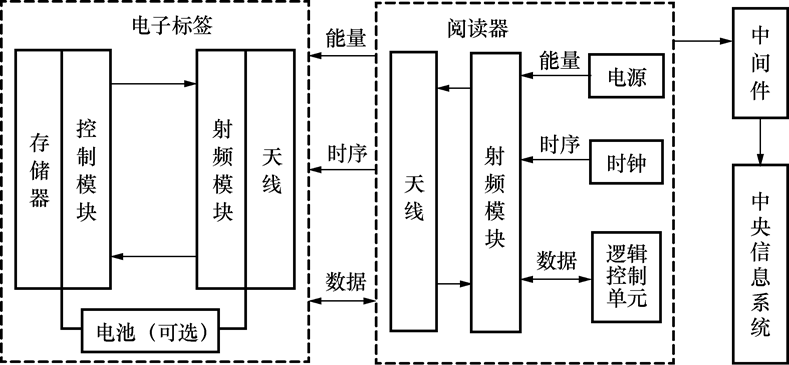 电子标签
存储器
控制模块
射频模块
天线
电池（可选）
能量
时序
数据
阅读器
天线
射频模块
能量
时序
数据
电源
时钟
逻辑
控制
单元
中间件
中央信息系统